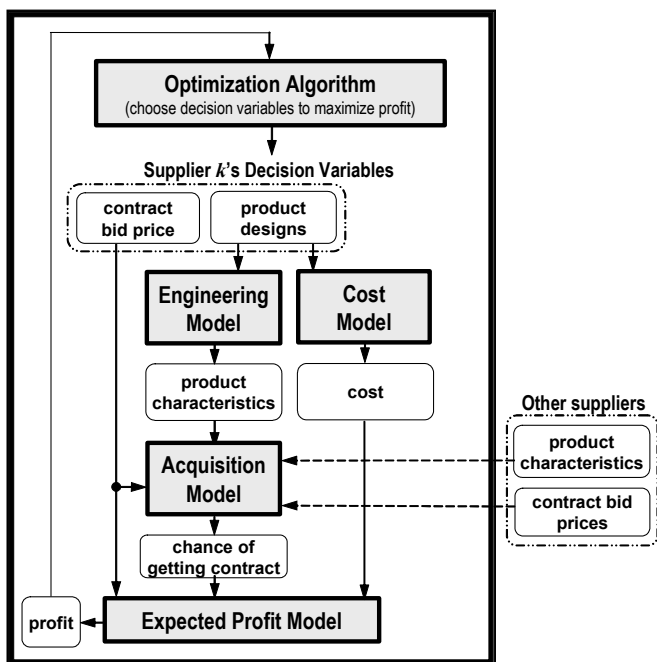 Optimization Algorithm
(choose decision variables to maximize profit)
Supplier k's Decision Variables
contract
bid price
product
designs
Engineering
Model
Cost
Model
product
characteristics
cost
Other suppliers
product
characteristics
Acquisition
Model
contract bid
prices
chance of
getting contract
profit
Expected Profit Model